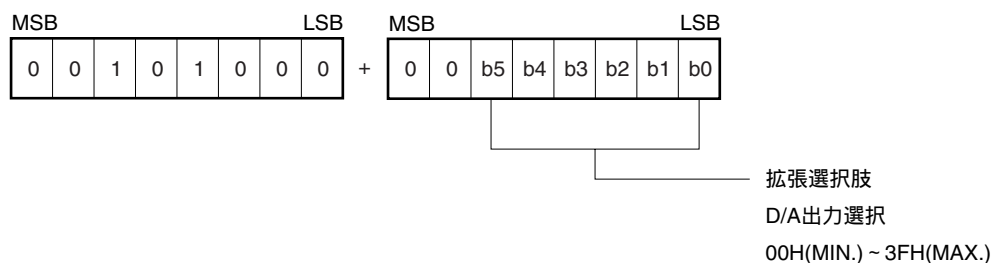 MSB LSB MSB LSB
0 0 1 0 1 0 0 0 + 0 0 b5 b4 b3 b2 b1 b0
拡張選択肢
D/A出力選択
00H(MIN.) ~ 3FH(MAX.)